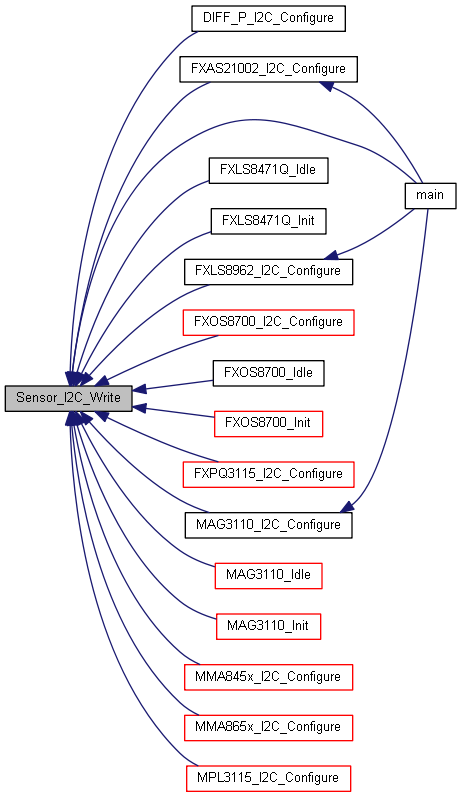 DIFF_P_I2C_Configure
FXAS21002_I2C_Configure
FXLS8471Q_Idle
main
FXLS8471Q_Init
FXLS8962_I2C_Configure
FXOS8700_I2C_Configure
FXOS8700_Idle
Sensor_I2C_Write
FXOS8700_Init
FXPQ3115_I2C_Configure
MAG3110_I2C_Configure
MAG3110_Idle
MAG3110_Init
MMA845x_I2C_Configure
MMA865x_I2C_Configure
MPL3115_I2C_Configure